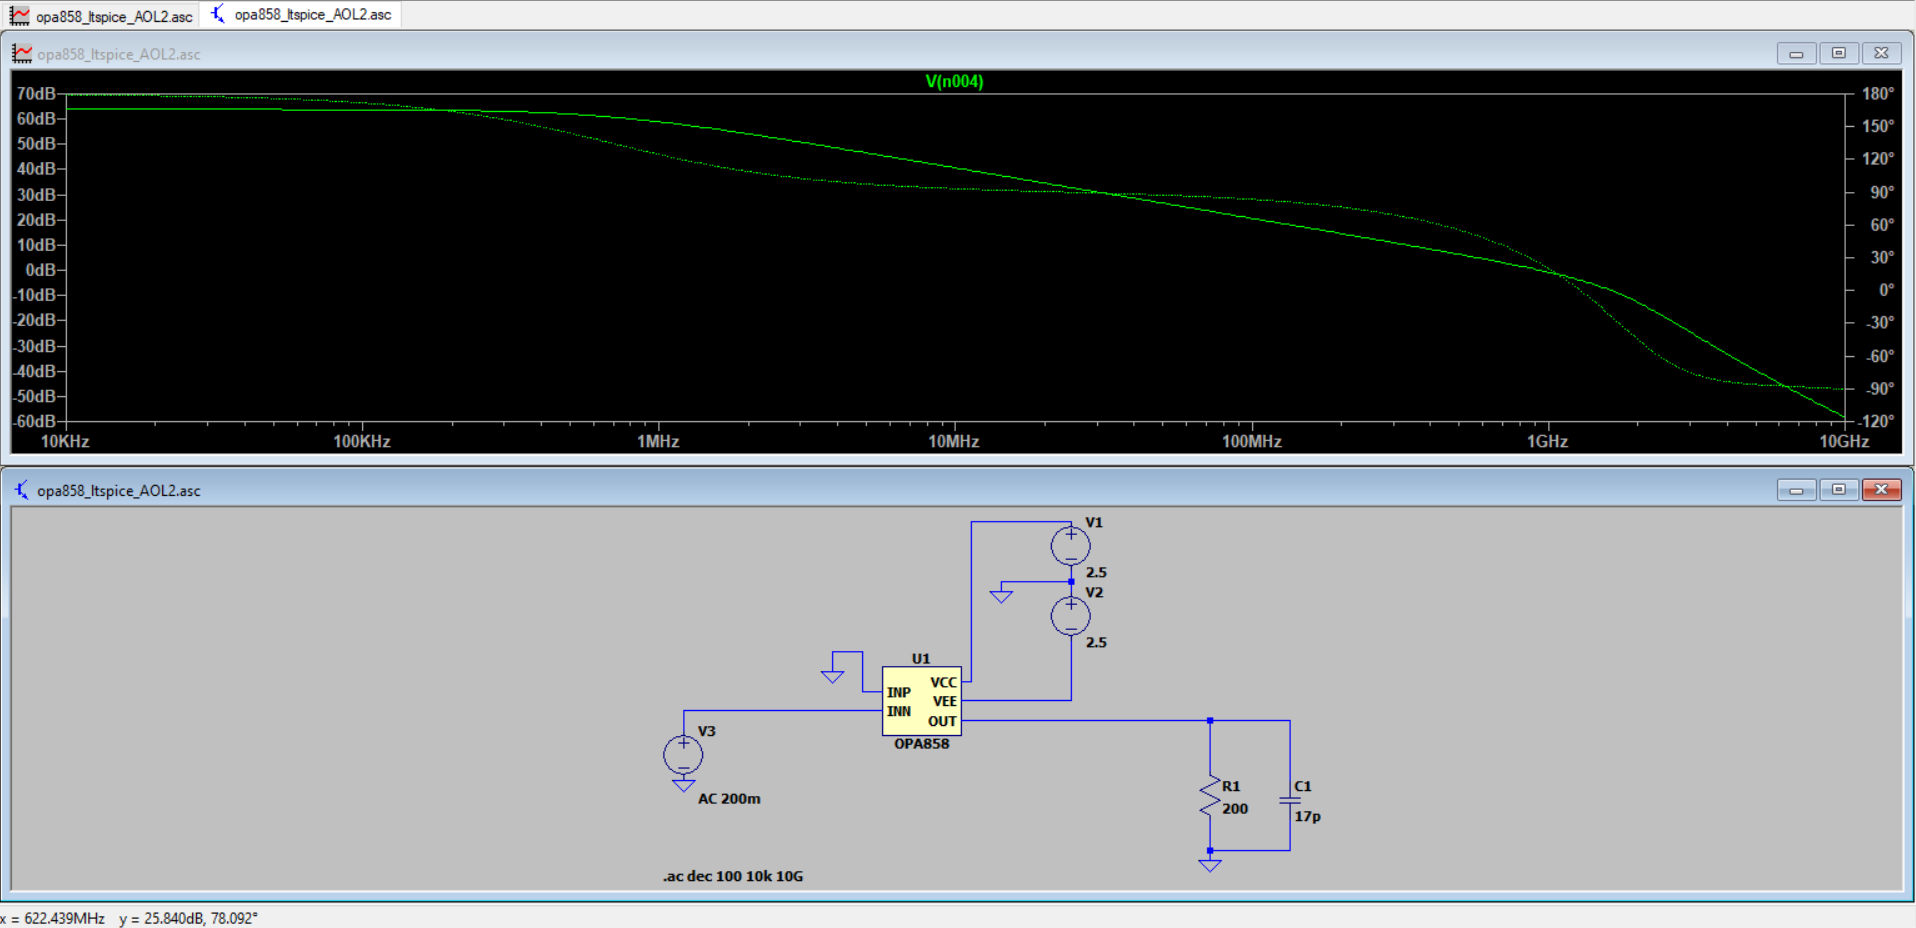 opa858_ltspice_AOL2.asc opa858_ltspice_AOL2.asc
opa858_ltspice_AOL2.asc
V(n004)
70dB 180°
60dB 150°
50dB 120°
40dB 90°
30dB 60°
20dB 30°
10dB 0°
0dB -30°
-10dB -60°
-20dB -90°
-30dB -120°
-40dB
-50dB
-60dB
10KHz 100KHz 1MHz 10MHz 100MHz 1GHz 10GHz
opa858_ltspice_AOL2.asc
V1
2.5
V2
2.5
U1
VCC
INP
VEE
INN
OUT
OPA858
V3
AC 200m
R1
200
C1
17p
.ac dec 100 10k 10G
x = 622.439MHz y = 25.840dB, 78.092°